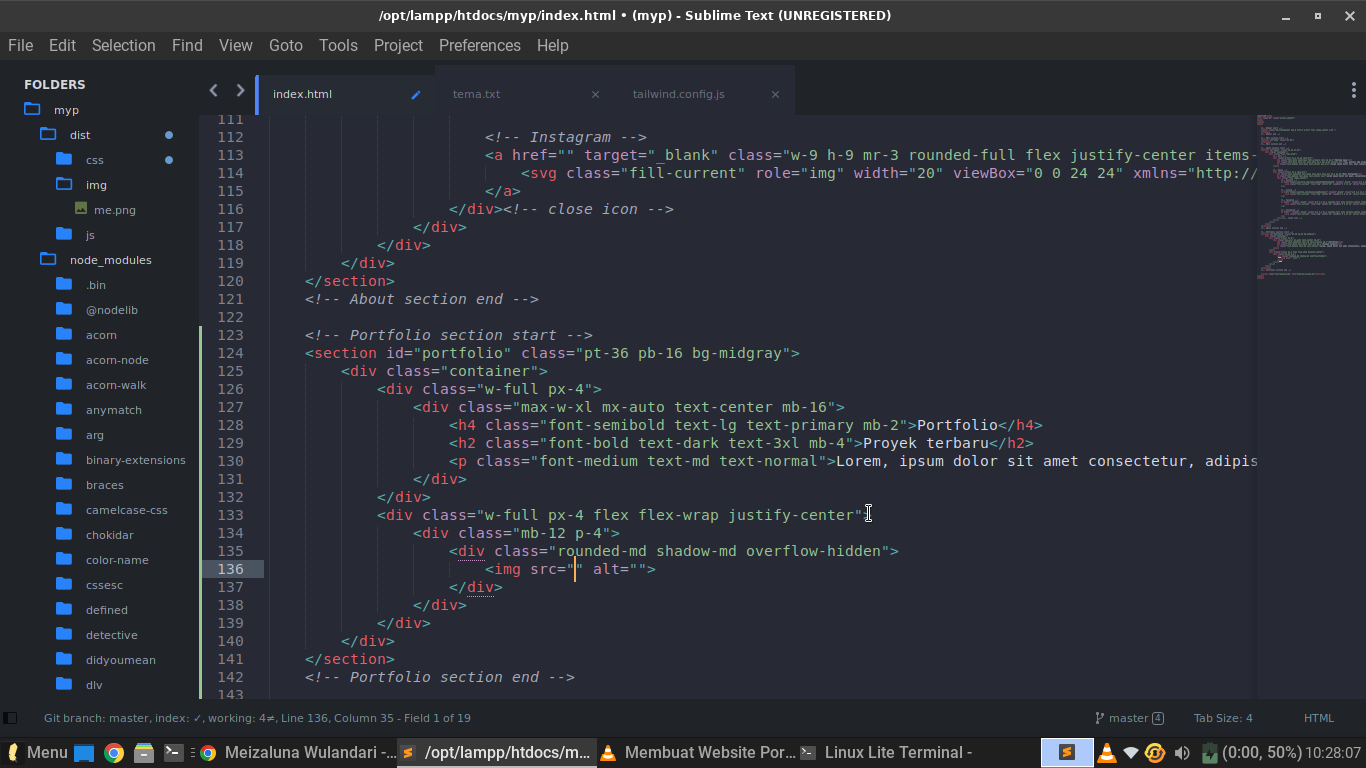 /opt/lampp/htdocs/myp/index.html • (myp) - Sublime Text (UNREGISTERED)
File Edit Selection Find View Goto Tools Project Preferences Help
FOLDERS
myp
dist
css
img
me.png
js
node_modules
.bin
@nodelib
acorn
acorn-node
acorn-walk
anymatch
arg
binary-extensions
braces
camelcase-css
chokidar
color-name
cssesc
defined
detective
didyoumean
dlv
index.html tema.txt tailwind.config.js
111
112 <!-- Instagram -->
113 <a href="" target="_blank" class="w-9 h-9 mr-3 rounded-full flex justify-center items-
114 <svg class="fill-current" role="img" width="20" viewBox="0 0 24 24" xmlns="http://
115 </a>
116 </div><!-- close icon -->
117 </div>
118 </div>
119 </div>
120 </section>
121 <!-- About section end -->
122
123 <!-- Portfolio section start -->
124 <section id="portfolio" class="pt-36 pb-16 bg-midgray">
125 <div class="container">
126 <div class="w-full px-4">
127 <div class="max-w-xl mx-auto text-center mb-16">
128 <h4 class="font-semibold text-lg text-primary mb-2">Portfolio</h4>
129 <h2 class="font-bold text-dark text-3xl mb-4">Proyek terbaru</h2>
130 <p class="font-medium text-md text-normal">Lorem, ipsum dolor sit amet consectetur, adipis
131 </div>
132 </div>
133 <div class="w-full px-4 flex flex-wrap justify-center">
134 <div class="mb-12 p-4">
135 <div class="rounded-md shadow-md overflow-hidden">
136 <img src="" alt="">
137 </div>
138 </div>
139 </div>
140 </div>
141 </section>
142 <!-- Portfolio section end -->
143
Git branch: master, index: ✓, working: 4≠, Line 136, Column 35 - Field 1 of 19 master 4 Tab Size: 4 HTML
Menu Meizaluna Wulandari -... /opt/lampp/htdocs/m... Membuat Website Por... Linux Lite Terminal - (0:00, 50%) 10:28:07